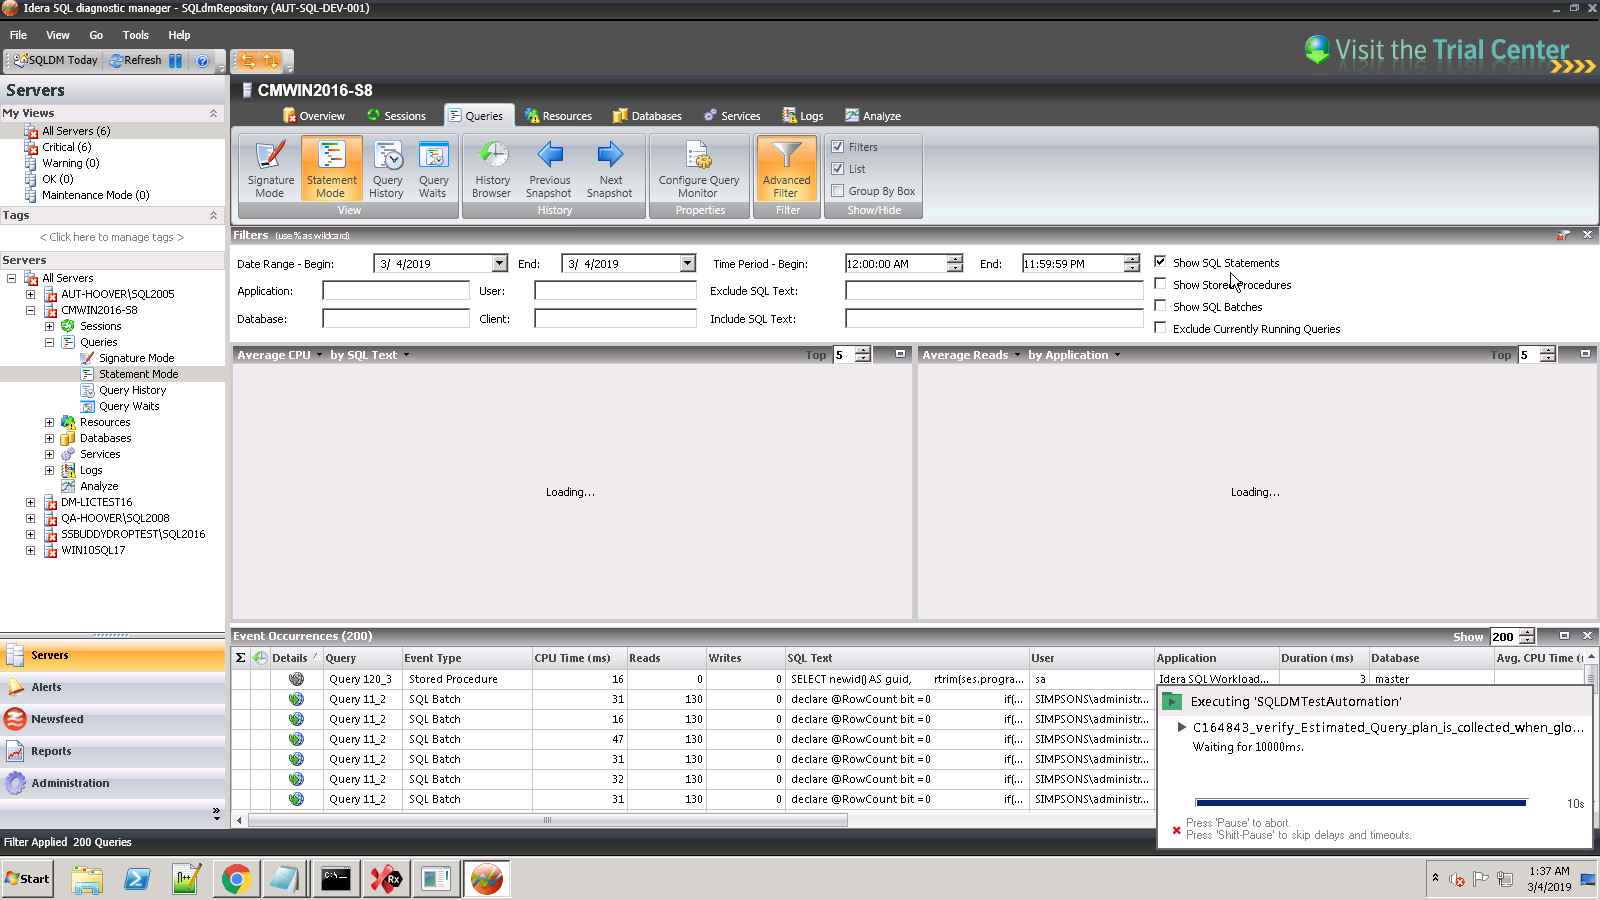 Idera SQL diagnostic manager - SQLdmRepository (AUT-SQL-DEV-001)
File View Go Tools Help
SQLDM Today Refresh
Visit the Trial Center
Servers
My Views
All Servers (6)
Critical (6)
Warning (0)
OK (0)
Maintenance Mode (0)
Tags
< Click here to manage tags >
Servers
All Servers
AUT-HOOVER\SQL2005
CMWIN2016-S8
Sessions
Queries
Signature Mode
Statement Mode
Query History
Query Waits
Resources
Databases
Services
Logs
Analyze
DM-LICTEST16
QA-HOOVER\SQL2008
SSBUDDYDROPTEST\SQL2016
WIN10SQL17
Servers
Alerts
Newsfeed
Reports
Administration
CMWIN2016-S8
Overview Sessions Queries Resources Databases Services Logs Analyze
Signature Mode
Statement Mode
Query History
Query Waits
View
History Browser
Previous Snapshot
Next Snapshot
History
Configure Query Monitor
Properties
Advanced Filter
Filter
Filters
List
Group By Box
Show/Hide
Filters (use % as wildcard)
Date Range - Begin: 3/ 4/2019 End: 3/ 4/2019 Time Period - Begin: 12:00:00 AM End: 11:59:59 PM Show SQL Statements
Application: User: Exclude SQL Text: Show Stored Procedures
Database: Client: Include SQL Text: Show SQL Batches
Exclude Currently Running Queries
Average CPU by SQL Text Top 5
Average Reads by Application Top 5
Loading...
Loading...
Event Occurrences (200) Show 200
Σ Details Query Event Type CPU Time (ms) Reads Writes SQL Text User Application Duration (ms) Database Avg. CPU Time (
Query 120_3 Stored Procedure 16 0 0 SELECT newid() AS guid, rtrim(ses.progra... sa Idera SQL Workload... 3 master
Query 11_2 SQL Batch 31 130 0 declare @RowCount bit = 0 if(... SIMPSONS\administr...
Query 11_2 SQL Batch 16 130 0 declare @RowCount bit = 0 if(... SIMPSONS\administr...
Query 11_2 SQL Batch 47 130 0 declare @RowCount bit = 0 if(... SIMPSONS\administr...
Query 11_2 SQL Batch 31 130 0 declare @RowCount bit = 0 if(... SIMPSONS\administr...
Query 11_2 SQL Batch 32 130 0 declare @RowCount bit = 0 if(... SIMPSONS\administr...
Query 11_2 SQL Batch 31 130 0 declare @RowCount bit = 0 if(... SIMPSONS\administr...
Executing 'SQLDMTestAutomation'
C164843_verify_Estimated_Query_plan_is_collected_when_glo...
Waiting for 10000ms.
10s
Press 'Pause' to abort.
Press 'Shift-Pause' to skip delays and timeouts.
Filter Applied 200 Queries
Start
C:\_
Rx
1:37 AM
3/4/2019